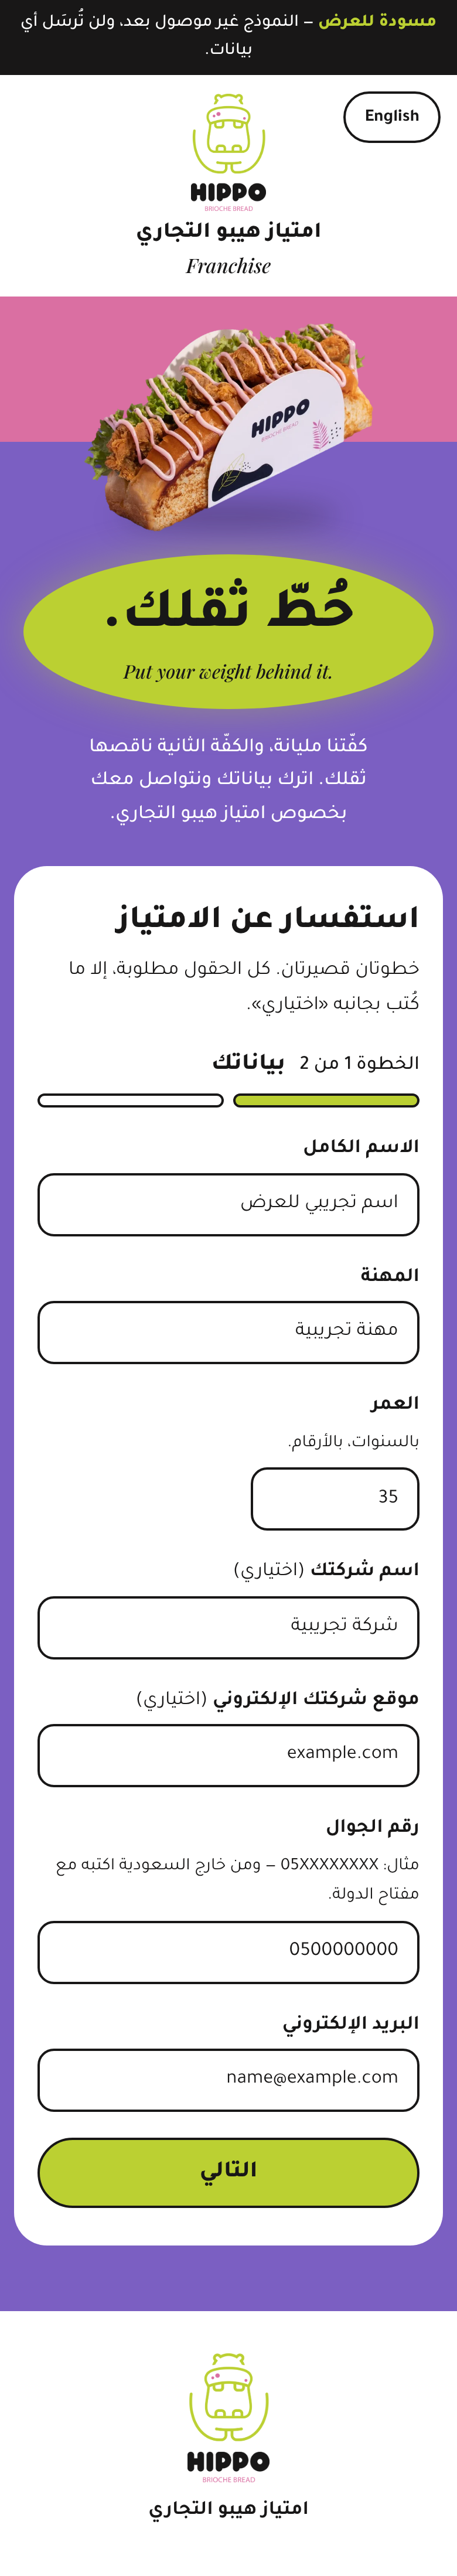 مسودة للعرض – النموذج غير موصول بعد، ولن تُرسَل أي
بيانات.
English
HIPPO
BRIOCHE BREAD
امتياز هيبو التجاري
Franchise
HIPPO
BRIOCHE BREAD
حُطّ ثقلك.
Put your weight behind it.
كفّتنا مليانة، والكفّة الثانية ناقصها
ثقلك. اترك بياناتك ونتواصل معك
بخصوص امتياز هيبو التجاري.
استفسار عن الامتياز
خطوتان قصيرتان. كل الحقول مطلوبة، إلا ما
كُتب بجانبه «اختياري».
الخطوة 1 من 2 بياناتك
الاسم الكامل
اسم تجريبي للعرض
المهنة
مهنة تجريبية
العمر
بالسنوات، بالأرقام.
35
اسم شركتك (اختياري)
شركة تجريبية
موقع شركتك الإلكتروني (اختياري)
example.com
رقم الجوال
مثال: 05XXXXXXXX – ومن خارج السعودية اكتبه مع
مفتاح الدولة.
0500000000
البريد الإلكتروني
name@example.com
التالي
HIPPO
BRIOCHE BREAD
امتياز هيبو التجاري